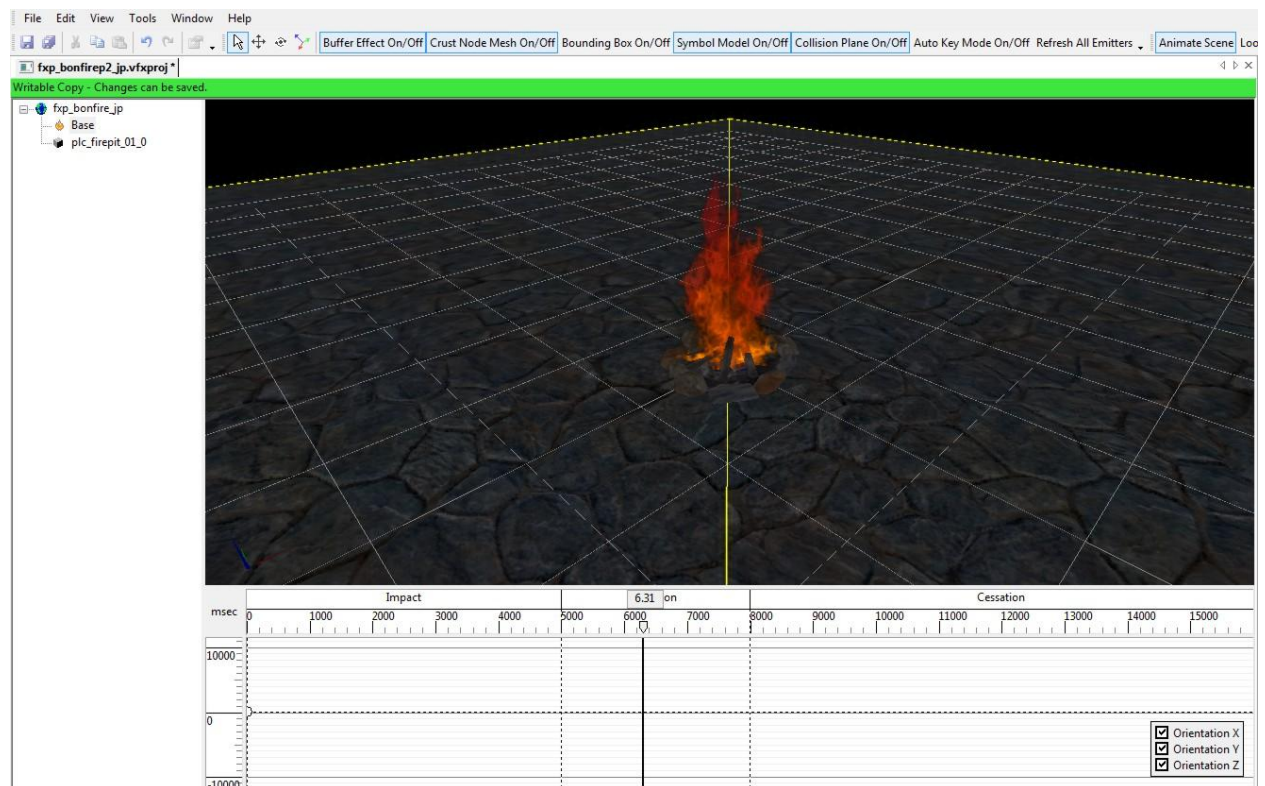 File Edit View Tools Window Help
Buffer Effect On/Off Crust Node Mesh On/Off Bounding Box On/Off Symbol Model On/Off Collision Plane On/Off Auto Key Mode On/Off Refresh All Emitters Animate Scene Loo
fxp_bonfirep2_jp.vfxproj *
Writable Copy - Changes can be saved.
fxp_bonfire_jp
Base
plc_firepit_01_0
Impact 6.31 on Cessation
msec 0 1000 2000 3000 4000 5000 6000 7000 8000 9000 10000 11000 12000 13000 14000 15000
10000
0
Orientation X
Orientation Y
Orientation Z
-10000